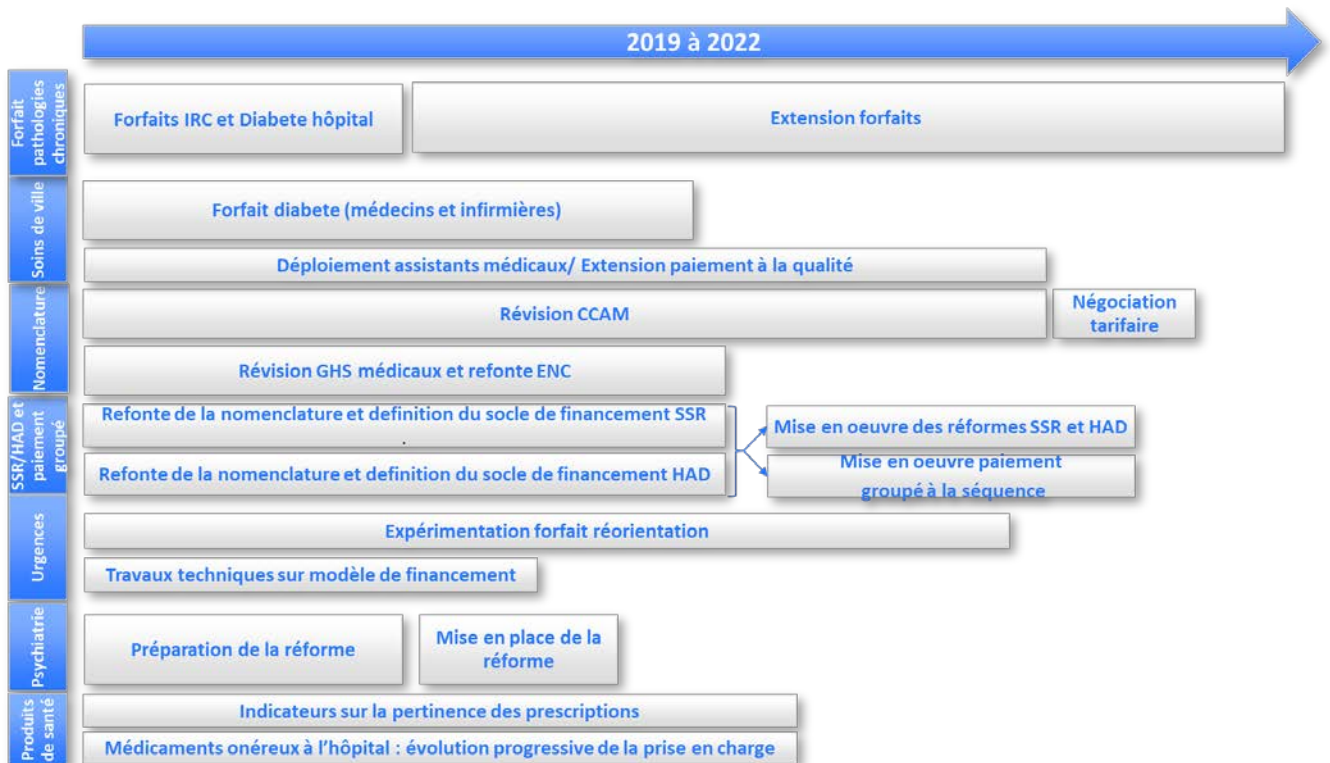 2019 à 2022
Forfait
pathologies
chroniques
Forfaits IRC et Diabete hôpital
Extension forfaits
Soins de ville
Forfait diabete (médecins et infirmières)
Déploiement assistants médicaux/ Extension paiement à la qualité
Nomenclature
Révision CCAM
Négociation
tarifaire
Révision GHS médicaux et refonte ENC
SSR/HAD et
paiement
groupé
Refonte de la nomenclature et definition du socle de financement SSR
.
Refonte de la nomenclature et definition du socle de financement HAD
Mise en oeuvre des réformes SSR et HAD
Mise en oeuvre paiement
groupé à la séquence
Urgences
Expérimentation forfait réorientation
Travaux techniques sur modèle de financement
Psychiatrie
Préparation de la réforme
Mise en place de la
réforme
Produits
de santé
Indicateurs sur la pertinence des prescriptions
Médicaments onéreux à l'hôpital : évolution progressive de la prise en charge